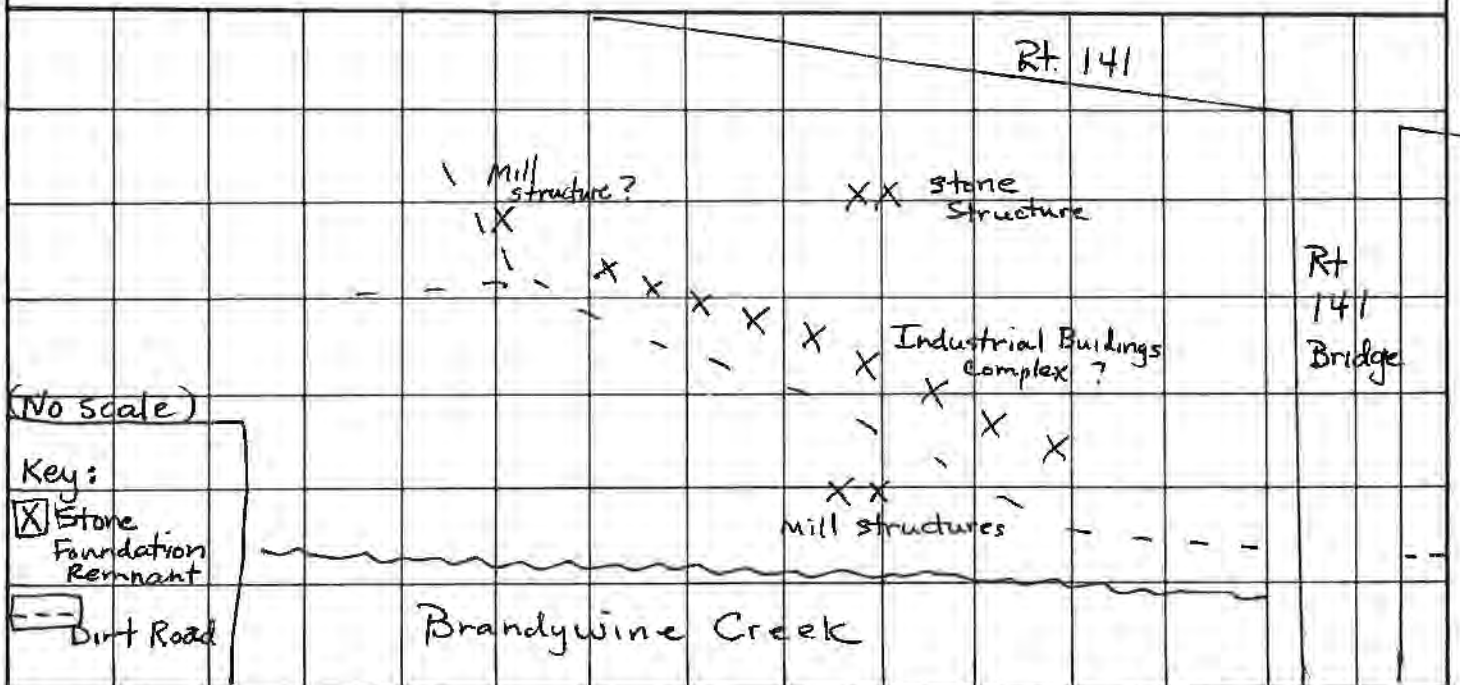 Rt. 141
Mill
structure?
stone
Structure
Rt
141
Bridge
Industrial Buildings
Complex ?
(No scale)
Key:
X Stone
Foundation
Remnant
Dirt Road
Mill structures
Brandywine Creek